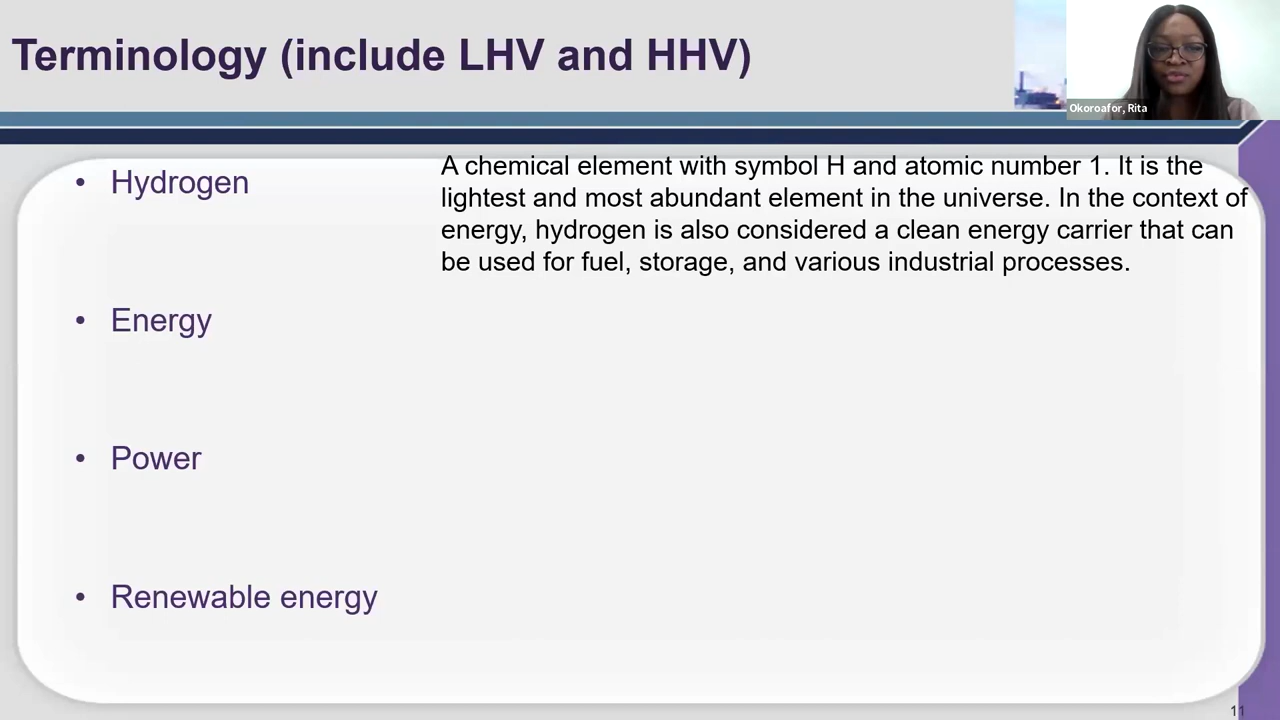 Terminology (include LHV and HHV)
Okoroafor, Rita
• Hydrogen
A chemical element with symbol H and atomic number 1. It is the
lightest and most abundant element in the universe. In the context of
energy, hydrogen is also considered a clean energy carrier that can
be used for fuel, storage, and various industrial processes.
• Energy
• Power
• Renewable energy
11